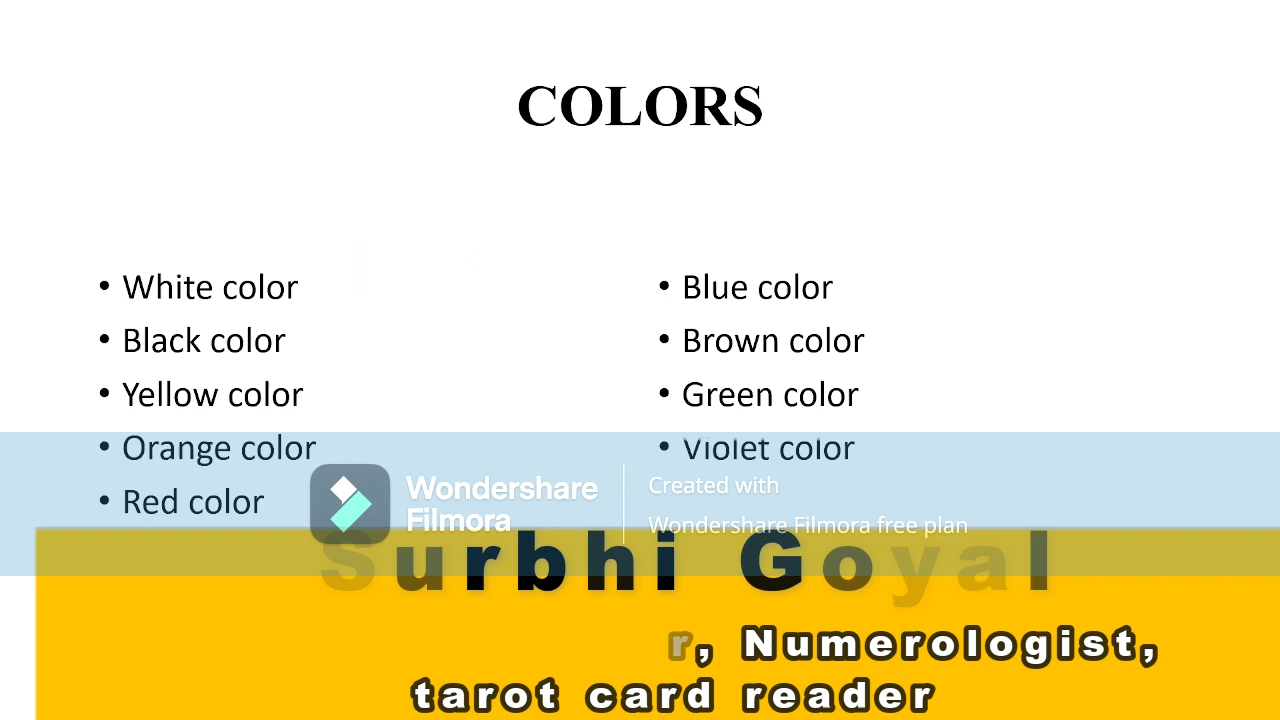 COLORS
• White color
• Black color
• Yellow color
• Orange color
• Red color
• Blue color
• Brown color
• Green color
• Violet color
Wondershare
Filmora
Created with
Wondershare Filmora free plan
Surbhi Goyal
r, Numerologist,
tarot card reader